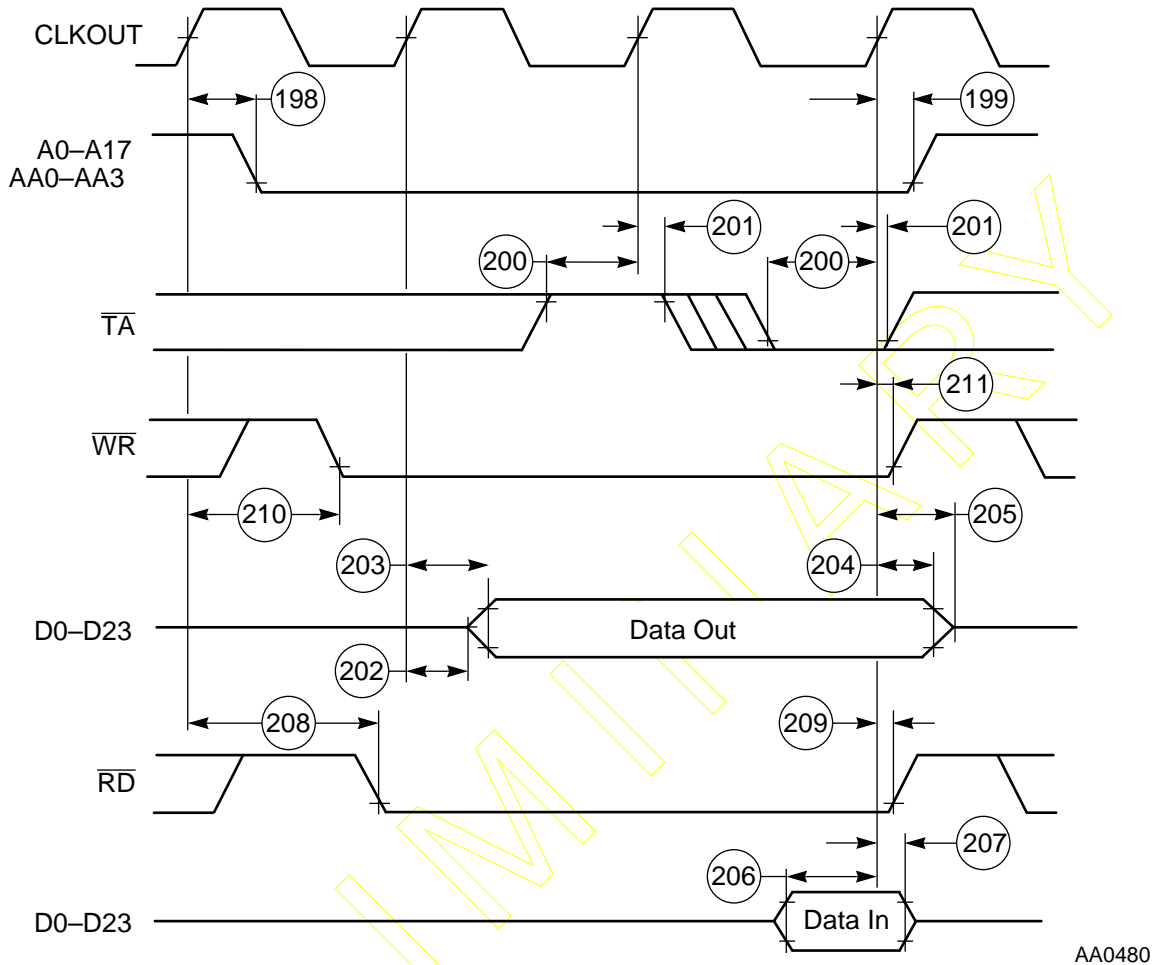 CLKOUT
198
199
A0–A17
AA0–AA3
200
201
200
201
TA
211
WR
210
205
203
204
D0–D23
Data Out
202
208
209
RD
207
206
D0–D23
Data In
AA0480
I M I N A R Y